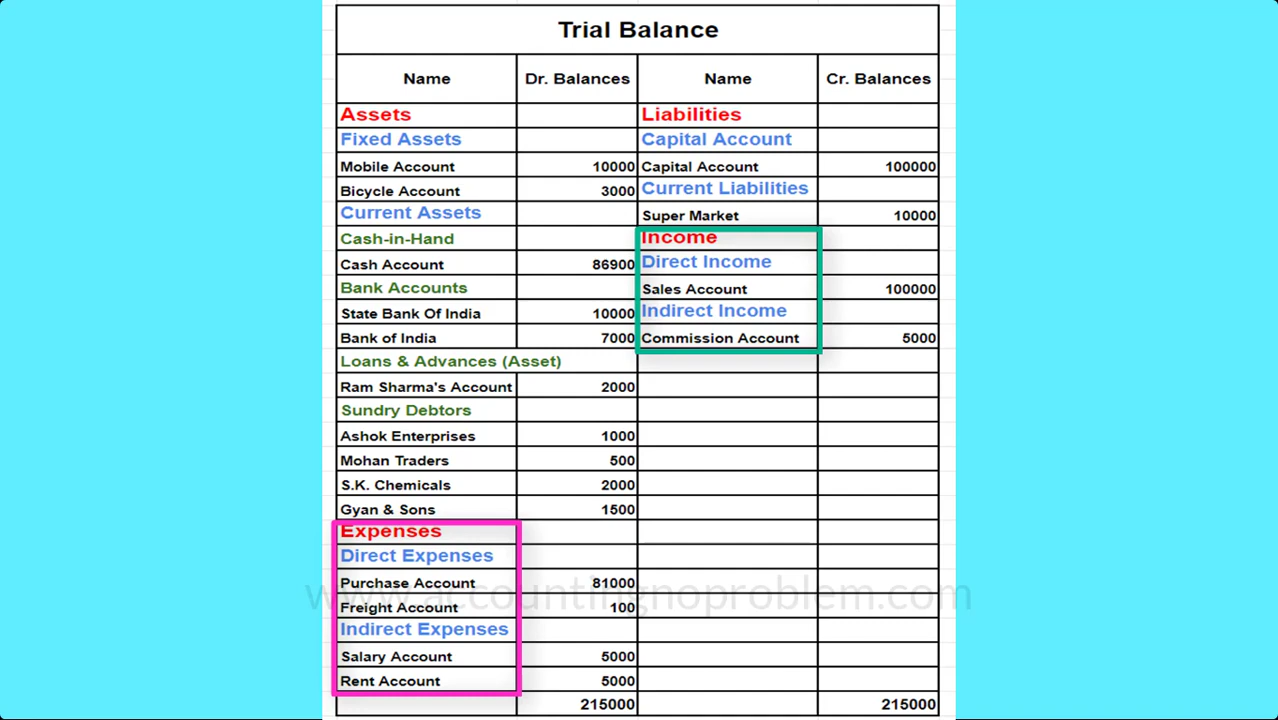 Trial Balance
Name Dr. Balances Name Cr. Balances
Assets Liabilities
Fixed Assets Capital Account
Mobile Account 10000 Capital Account 100000
Bicycle Account 3000 Current Liabilities
Current Assets Super Market 10000
Cash-in-Hand Income
Cash Account 86900 Direct Income
Bank Accounts Sales Account 100000
State Bank Of India 10000 Indirect Income
Bank of India 7000 Commission Account 5000
Loans & Advances (Asset)
Ram Sharma's Account 2000
Sundry Debtors
Ashok Enterprises 1000
Mohan Traders 500
S.K. Chemicals 2000
Gyan & Sons 1500
Expenses
Direct Expenses
Purchase Account 81000
www.accountingnoproblem.com
Freight Account 100
Indirect Expenses
Salary Account 5000
Rent Account 5000
215000 215000